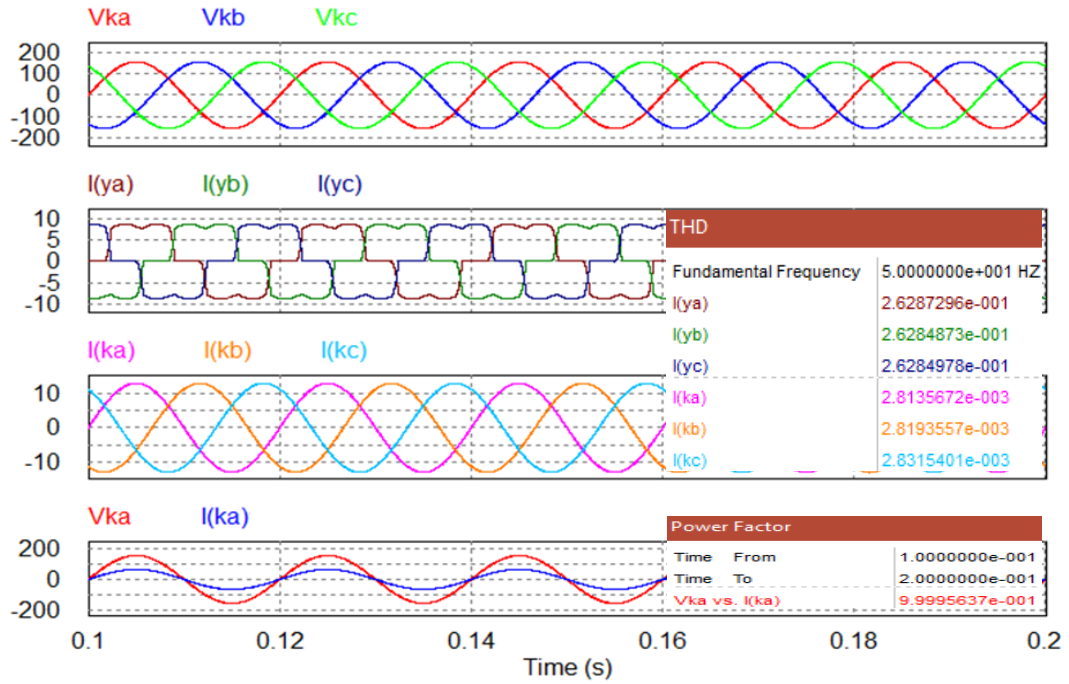 Vka Vkb Vkc
200
100
0
-100
-200
I(ya) I(yb) I(yc)
10
5
0
-5
-10
THD
Fundamental Frequency 5.0000000e+001 HZ
I(ya) 2.6287296e-001
I(yb) 2.6284873e-001
I(yc) 2.6284978e-001
I(ka) 2.8135672e-003
I(kb) 2.8193557e-003
I(kc) 2.8315401e-003
I(ka) I(kb) I(kc)
10
0
-10
Vka I(ka)
200
0
-200
Power Factor
Time From 1.0000000e-001
Time To 2.0000000e-001
Vka vs. I(ka) 9.9995637e-001
0.1 0.12 0.14 0.16 0.18 0.2
Time (s)